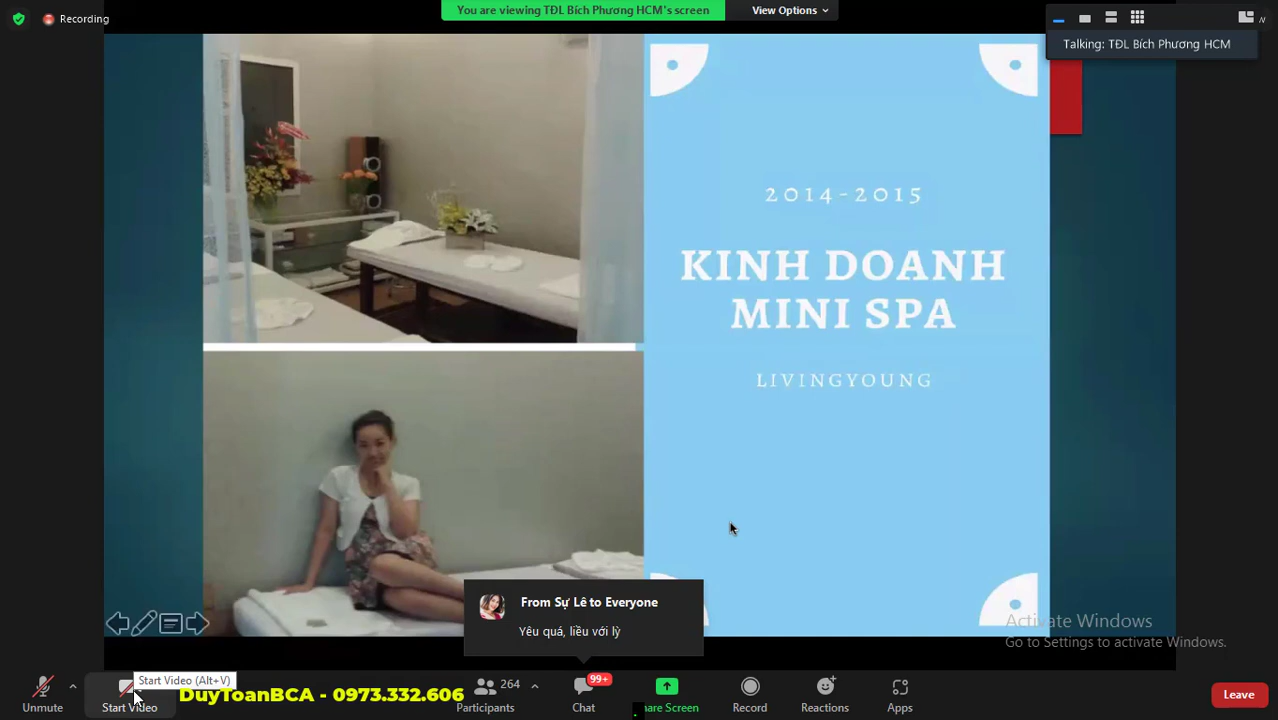 Recording
You are viewing TĐL Bích Phương HCM's screen
View Options
Talking: TĐL Bích Phương HCM
2014-2015
KINH DOANH
MINI SPA
LIVINGYOUNG
From Sự Lê to Everyone
Yêu quá, liều với lỳ
Activate Windows
Go to Settings to activate Windows.
Start Video (Alt+V)
DuyToanBCA - 0973.332.606
264
99+
Unmute
Start Video
Participants
Chat
Share Screen
Record
Reactions
Apps
Leave